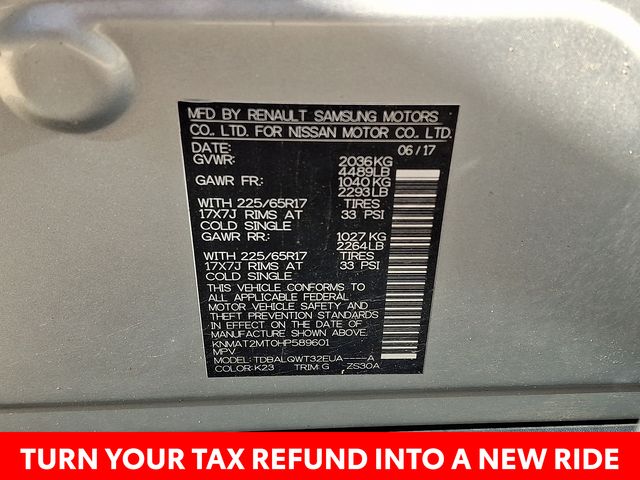 MFD BY RENAULT SAMSUNG MOTORS
CO., LTD. FOR NISSAN MOTOR CO., LTD.
DATE: 06/17
GVWR: 2036KG
4489LB
GAWR FR: 1040 KG
2293LB
WITH 225/65R17 TIRES
17X7J RIMS AT 33 PSI
COLD SINGLE
GAWR RR: 1027 KG
2264LB
WITH 225/65R17 TIRES
17X7J RIMS AT 33 PSI
COLD SINGLE
THIS VEHICLE CONFORMS TO
ALL APPLICABLE FEDERAL
MOTOR VEHICLE SAFETY AND
THEFT PREVENTION STANDARDS
IN EFFECT ON THE DATE OF
MANUFACTURE SHOWN ABOVE.
KNMAT2MT0HP589601
MPV
MODEL: TDBALQWT32EUA----A
COLOR: K23 TRIM: G ZS30A
TURN YOUR TAX REFUND INTO A NEW RIDE